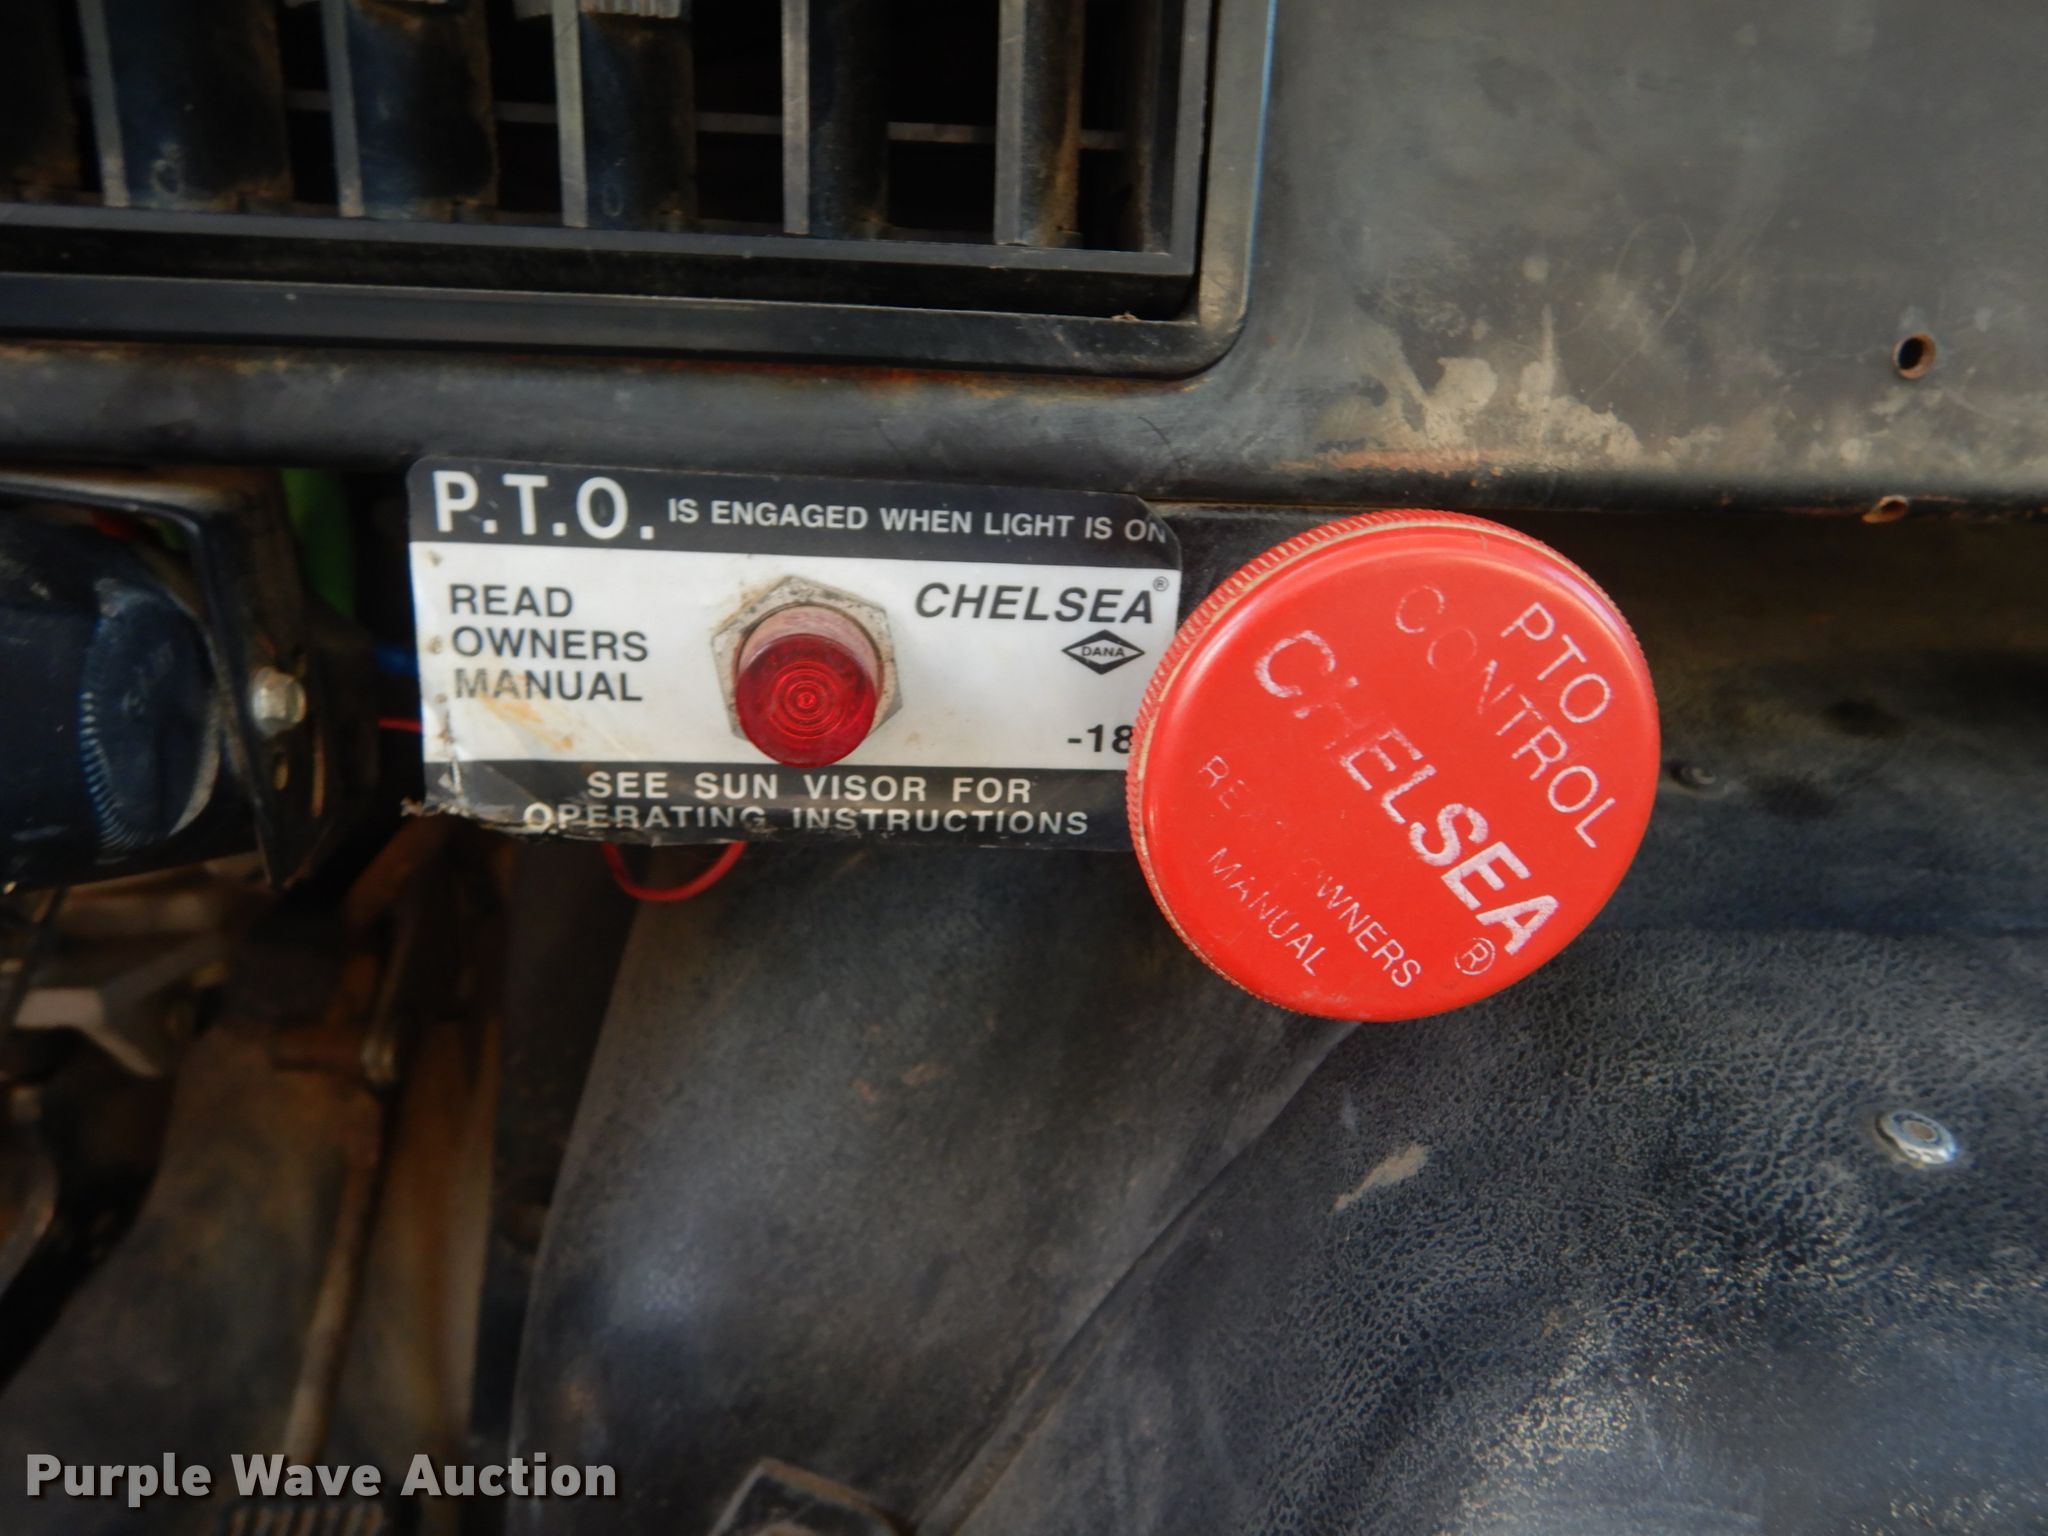 P.T.O. IS ENGAGED WHEN LIGHT IS ON
READ
OWNERS
MANUAL
CHELSEA®
DANA
-18
SEE SUN VISOR FOR
OPERATING INSTRUCTIONS
PTO
CONTROL
CHELSEA®
READ OWNERS
MANUAL
Purple Wave Auction